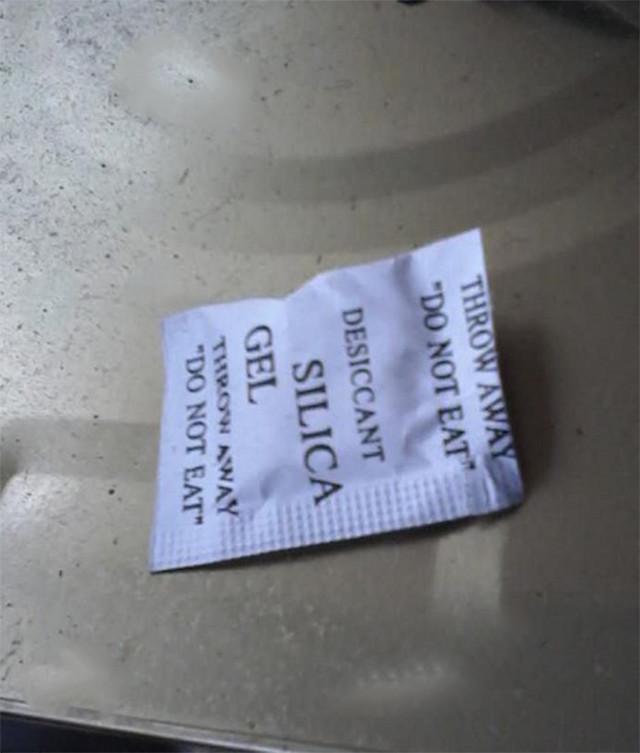 THROW AWAY
"DO NOT EAT"
DESICCANT
SILICA
GEL
THROW AWAY
"DO NOT EAT"